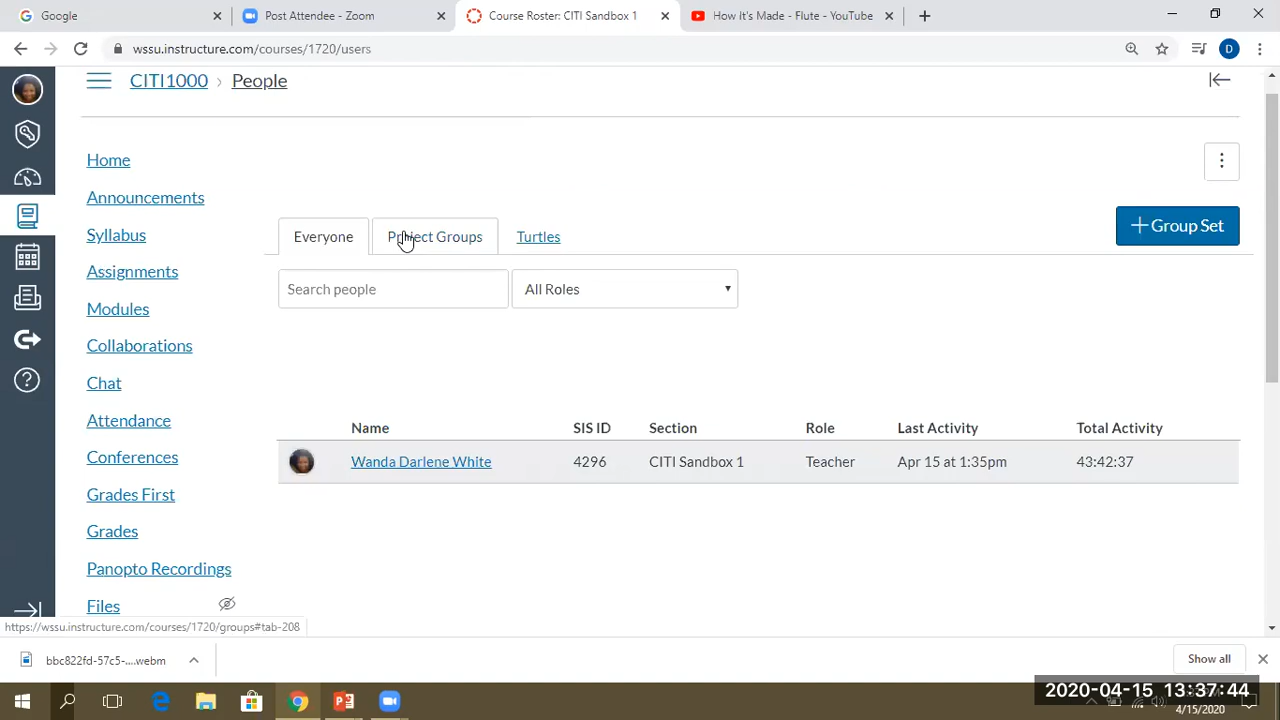 Google
Post Attendee - Zoom
Course Roster: CITI Sandbox 1
How It's Made - Flute - YouTube
wssu.instructure.com/courses/1720/users
D
CITI1000 › People
Home
Announcements
Syllabus
Assignments
Modules
Collaborations
Chat
Attendance
Conferences
Grades First
Grades
Panopto Recordings
Files
Everyone
Project Groups
Turtles
+ Group Set
Search people
All Roles
Name SIS ID Section Role Last Activity Total Activity
Wanda Darlene White 4296 CITI Sandbox 1 Teacher Apr 15 at 1:35pm 43:42:37
https://wssu.instructure.com/courses/1720/groups#tab-208
bbc822fd-57c5-....webm
Show all
2020-04-15 13:37:44
4/15/2020